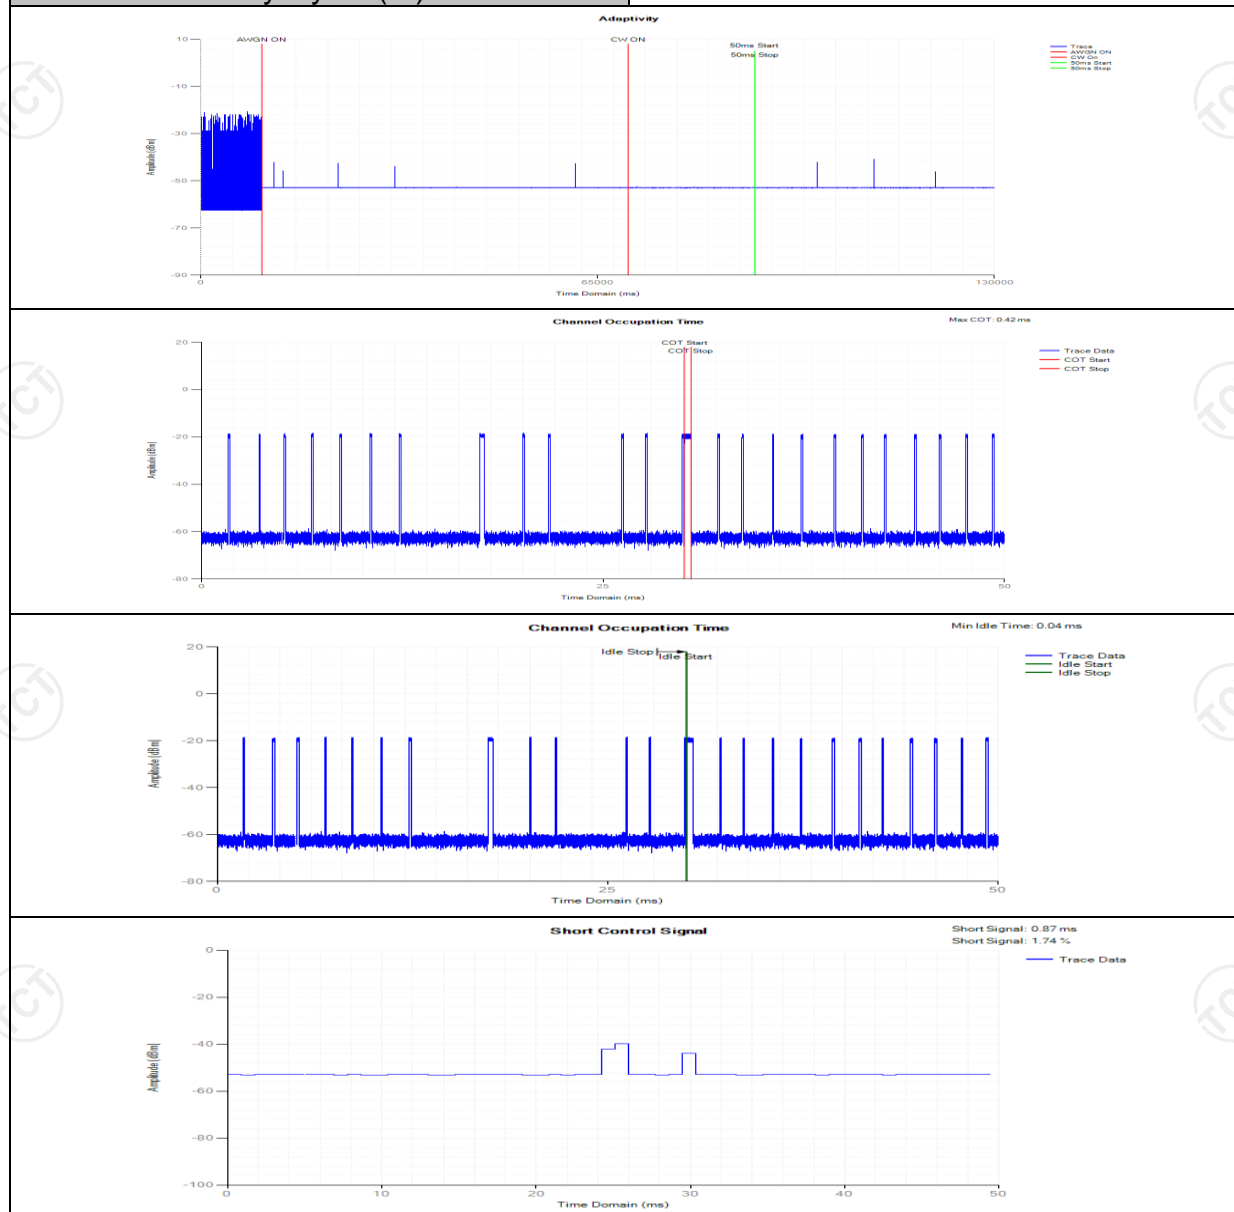 Adaptivity
AWGN ON
CW ON
50ms Start
50ms Stop
Trace
AWGN ON
CW On
50ms Start
50ms Stop
10
-10
-30
-50
-70
-90
Amplitude (dBm)
0
65000
130000
Time Domain (ms)
TCT
Channel Occupation Time
Max COT: 0.42 ms
COT Start
COT Stop
Trace Data
COT Start
COT Stop
20
0
-20
-40
-60
-80
Amplitude (dBm)
0
25
50
Time Domain (ms)
TCT
Channel Occupation Time
Min Idle Time: 0.04 ms
Idle Stop
Idle Start
Trace Data
Idle Start
Idle Stop
20
0
-20
-40
-60
-80
Amplitude (dBm)
0
25
50
Time Domain (ms)
TCT
Short Control Signal
Short Signal: 0.87 ms
Short Signal: 1.74 %
Trace Data
0
-20
-40
-60
-80
-100
Amplitude (dBm)
0
10
20
30
40
50
Time Domain (ms)
TCT